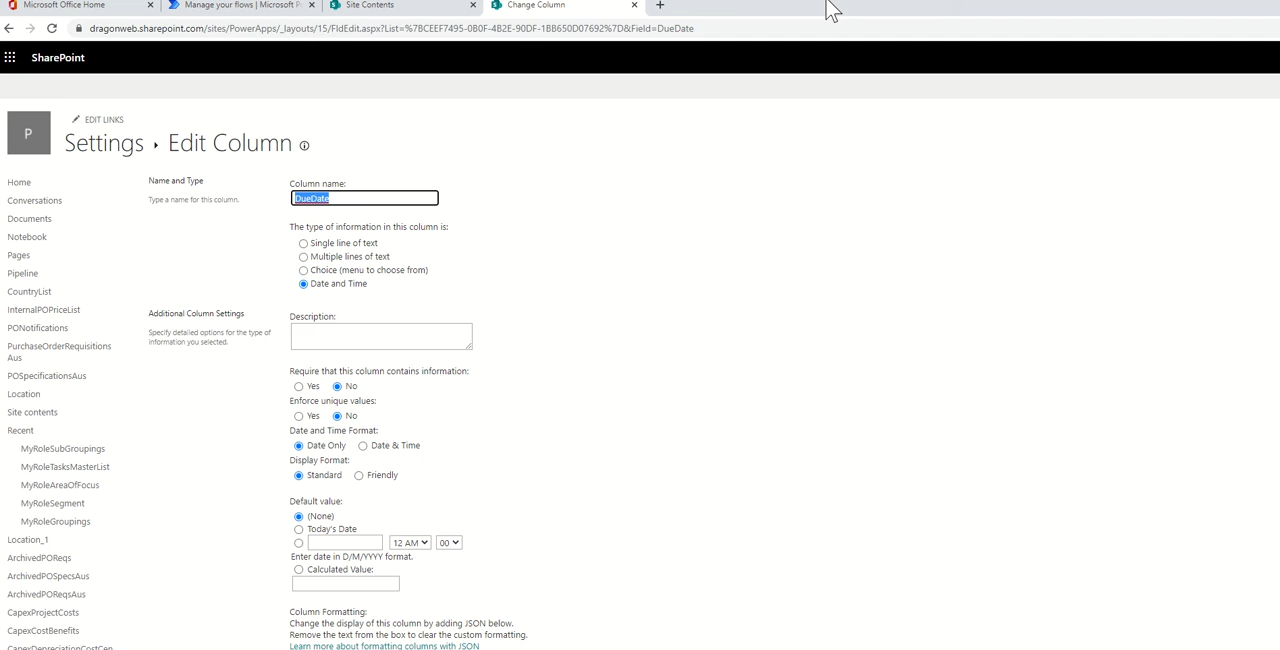 Microsoft Office Home
Manage your flows | Microsoft Po
Site Contents
Change Column
dragonweb.sharepoint.com/sites/PowerApps/_layouts/15/FldEdit.aspx?List=%7BCEEF7495-0B0F-4B2E-90DF-1BB650D07692%7D&Field=DueDate
SharePoint
P
EDIT LINKS
Settings ▸ Edit Column
Home
Conversations
Documents
Notebook
Pages
Pipeline
CountryList
InternalPOPriceList
PONotifications
PurchaseOrderRequisitions
Aus
POSpecificationsAus
Location
Site contents
Recent
MyRoleSubGroupings
MyRoleTasksMasterList
MyRoleAreaOfFocus
MyRoleSegment
MyRoleGroupings
Location_1
ArchivedPOReqs
ArchivedPOSpecsAus
ArchivedPOReqsAus
CapexProjectCosts
CapexCostBenefits
CapexDepreciationCostCen
Name and Type
Type a name for this column.
Column name:
DueDate
The type of information in this column is:
Single line of text
Multiple lines of text
Choice (menu to choose from)
Date and Time
Additional Column Settings
Specify detailed options for the type of
information you selected.
Description:
Require that this column contains information:
Yes No
Enforce unique values:
Yes No
Date and Time Format:
Date Only Date & Time
Display Format:
Standard Friendly
Default value:
(None)
Today's Date
12 AM 00
Enter date in D/M/YYYY format.
Calculated Value:
Column Formatting:
Change the display of this column by adding JSON below.
Remove the text from the box to clear the custom formatting.
Learn more about formatting columns with JSON